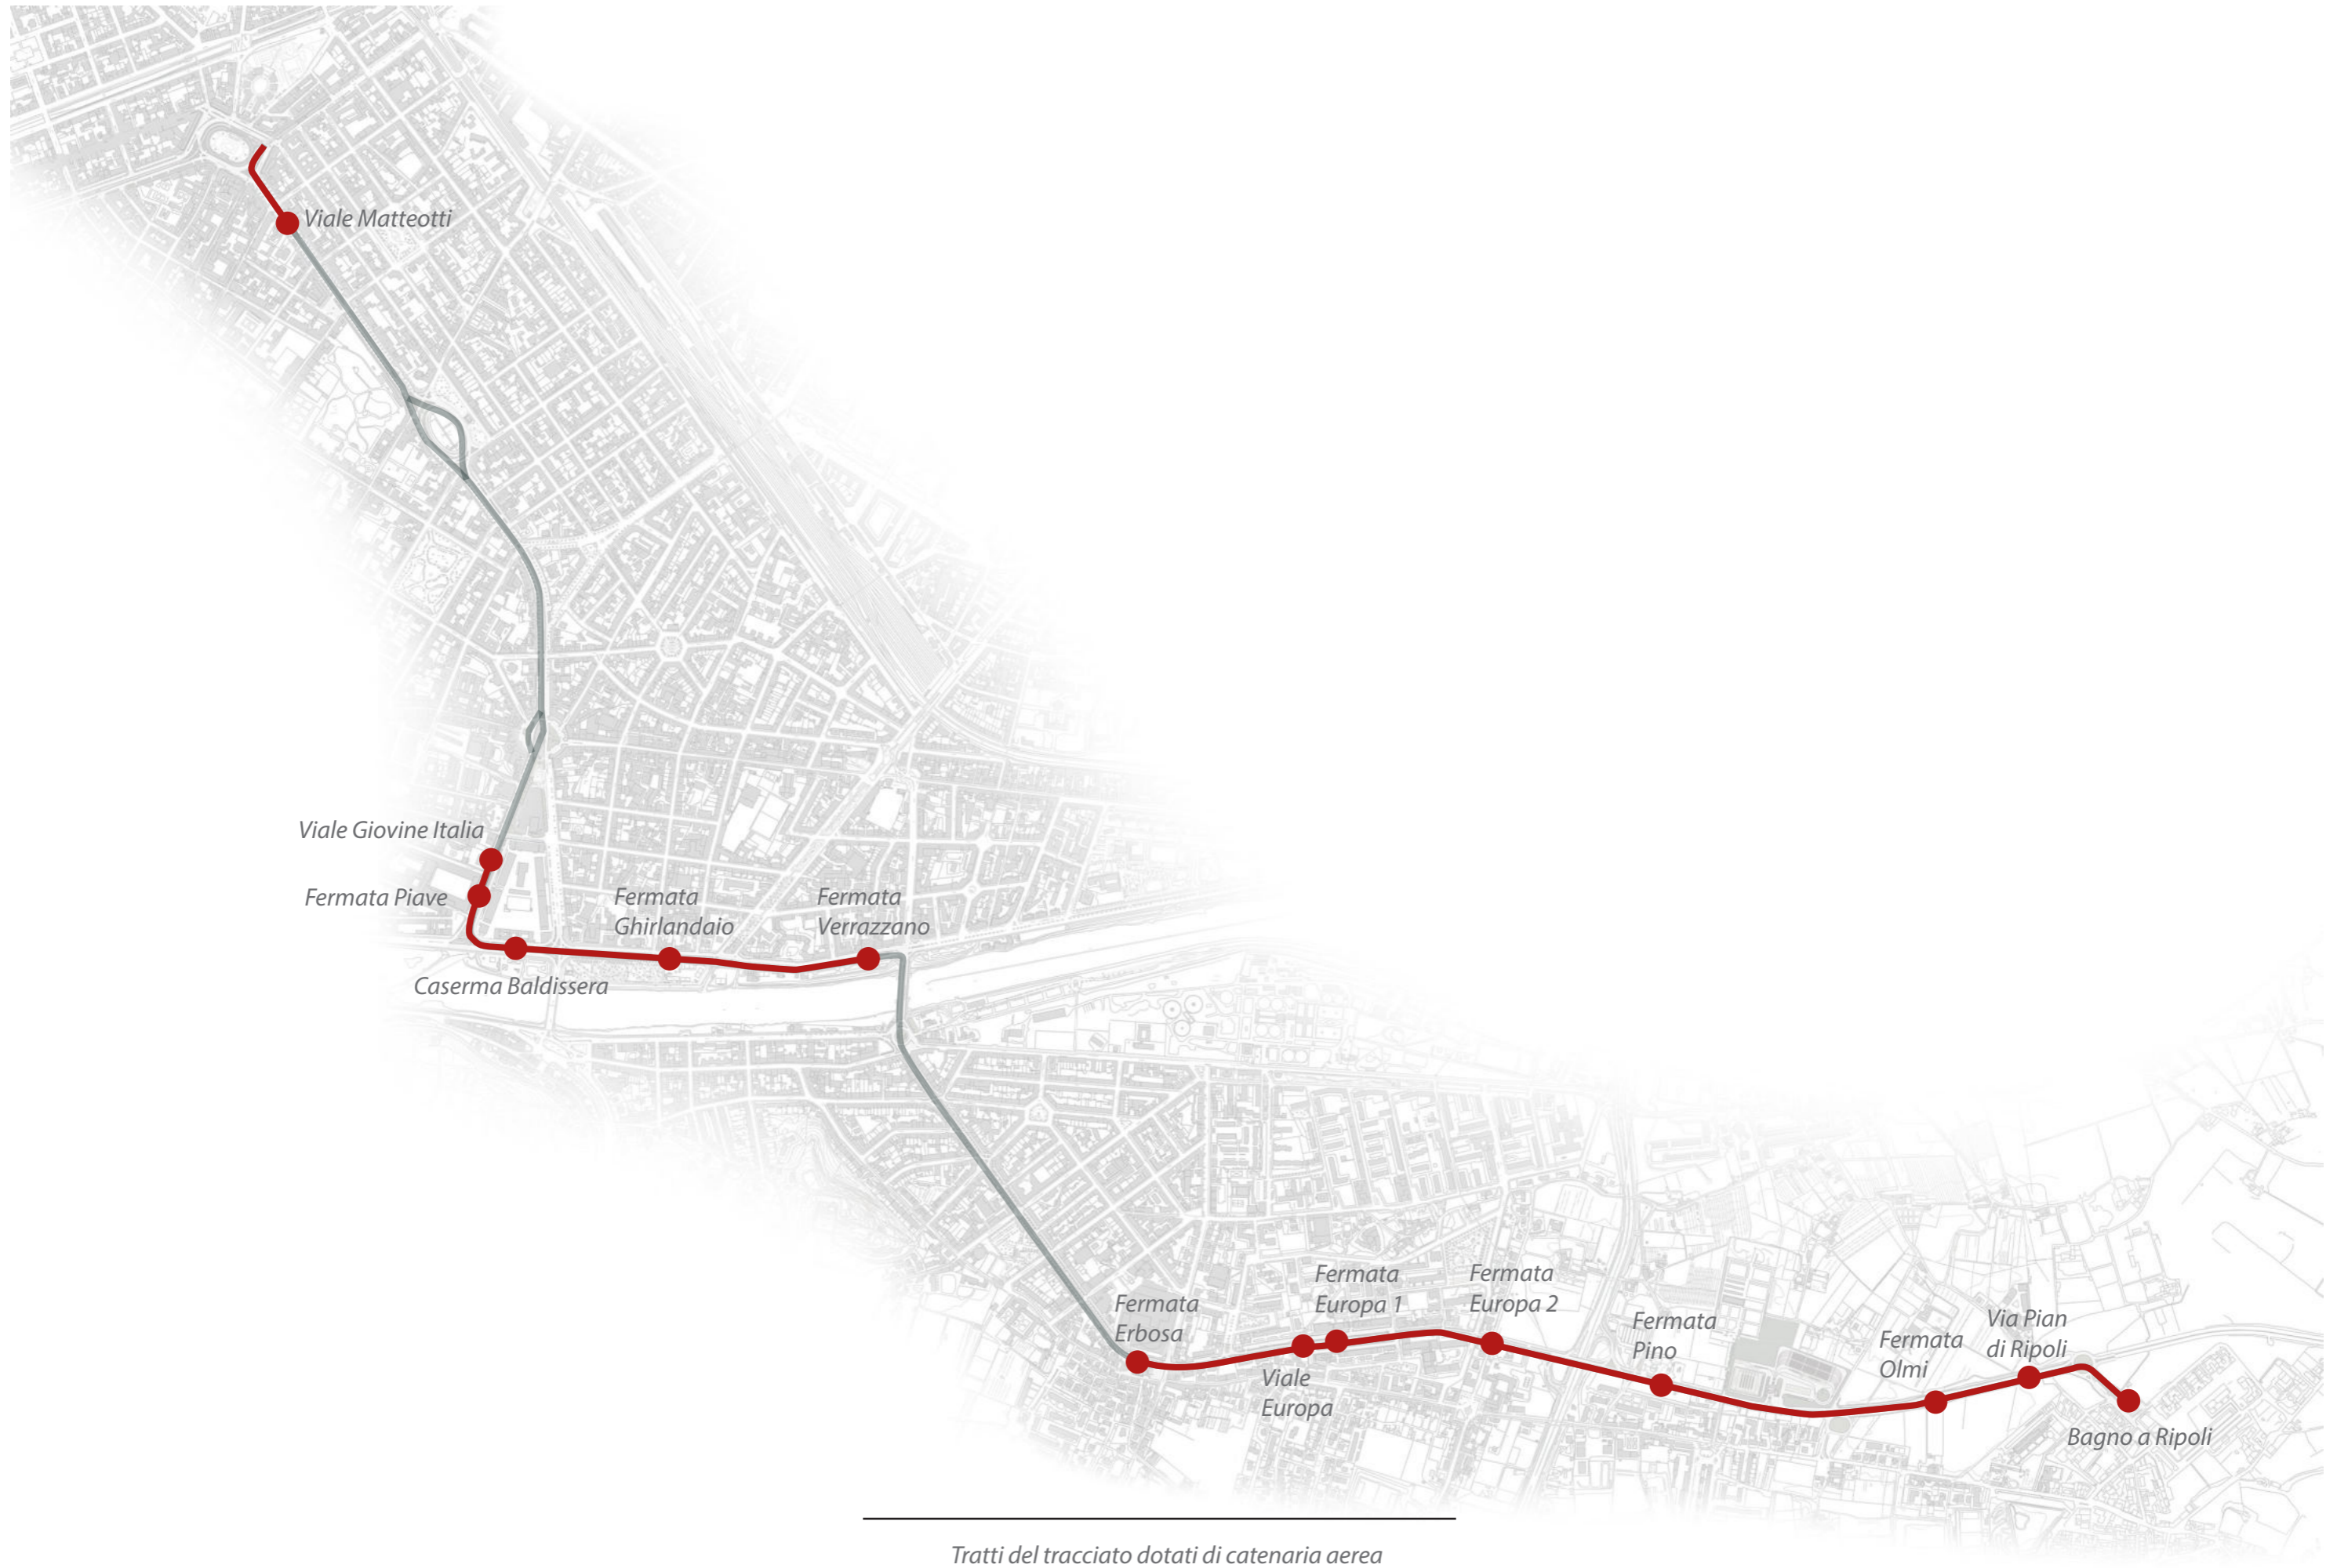 Viale Matteotti
Viale Giovine Italia
Fermata Piave
Fermata
Ghirlandaio
Fermata
Verrazzano
Caserma Baldissera
Fermata
Erbosa
Fermata
Europa 1
Fermata
Europa 2
Viale
Europa
Fermata
Pino
Fermata
Olmi
Via Pian
di Ripoli
Bagno a Ripoli
Tratti del tracciato dotati di catenaria aerea